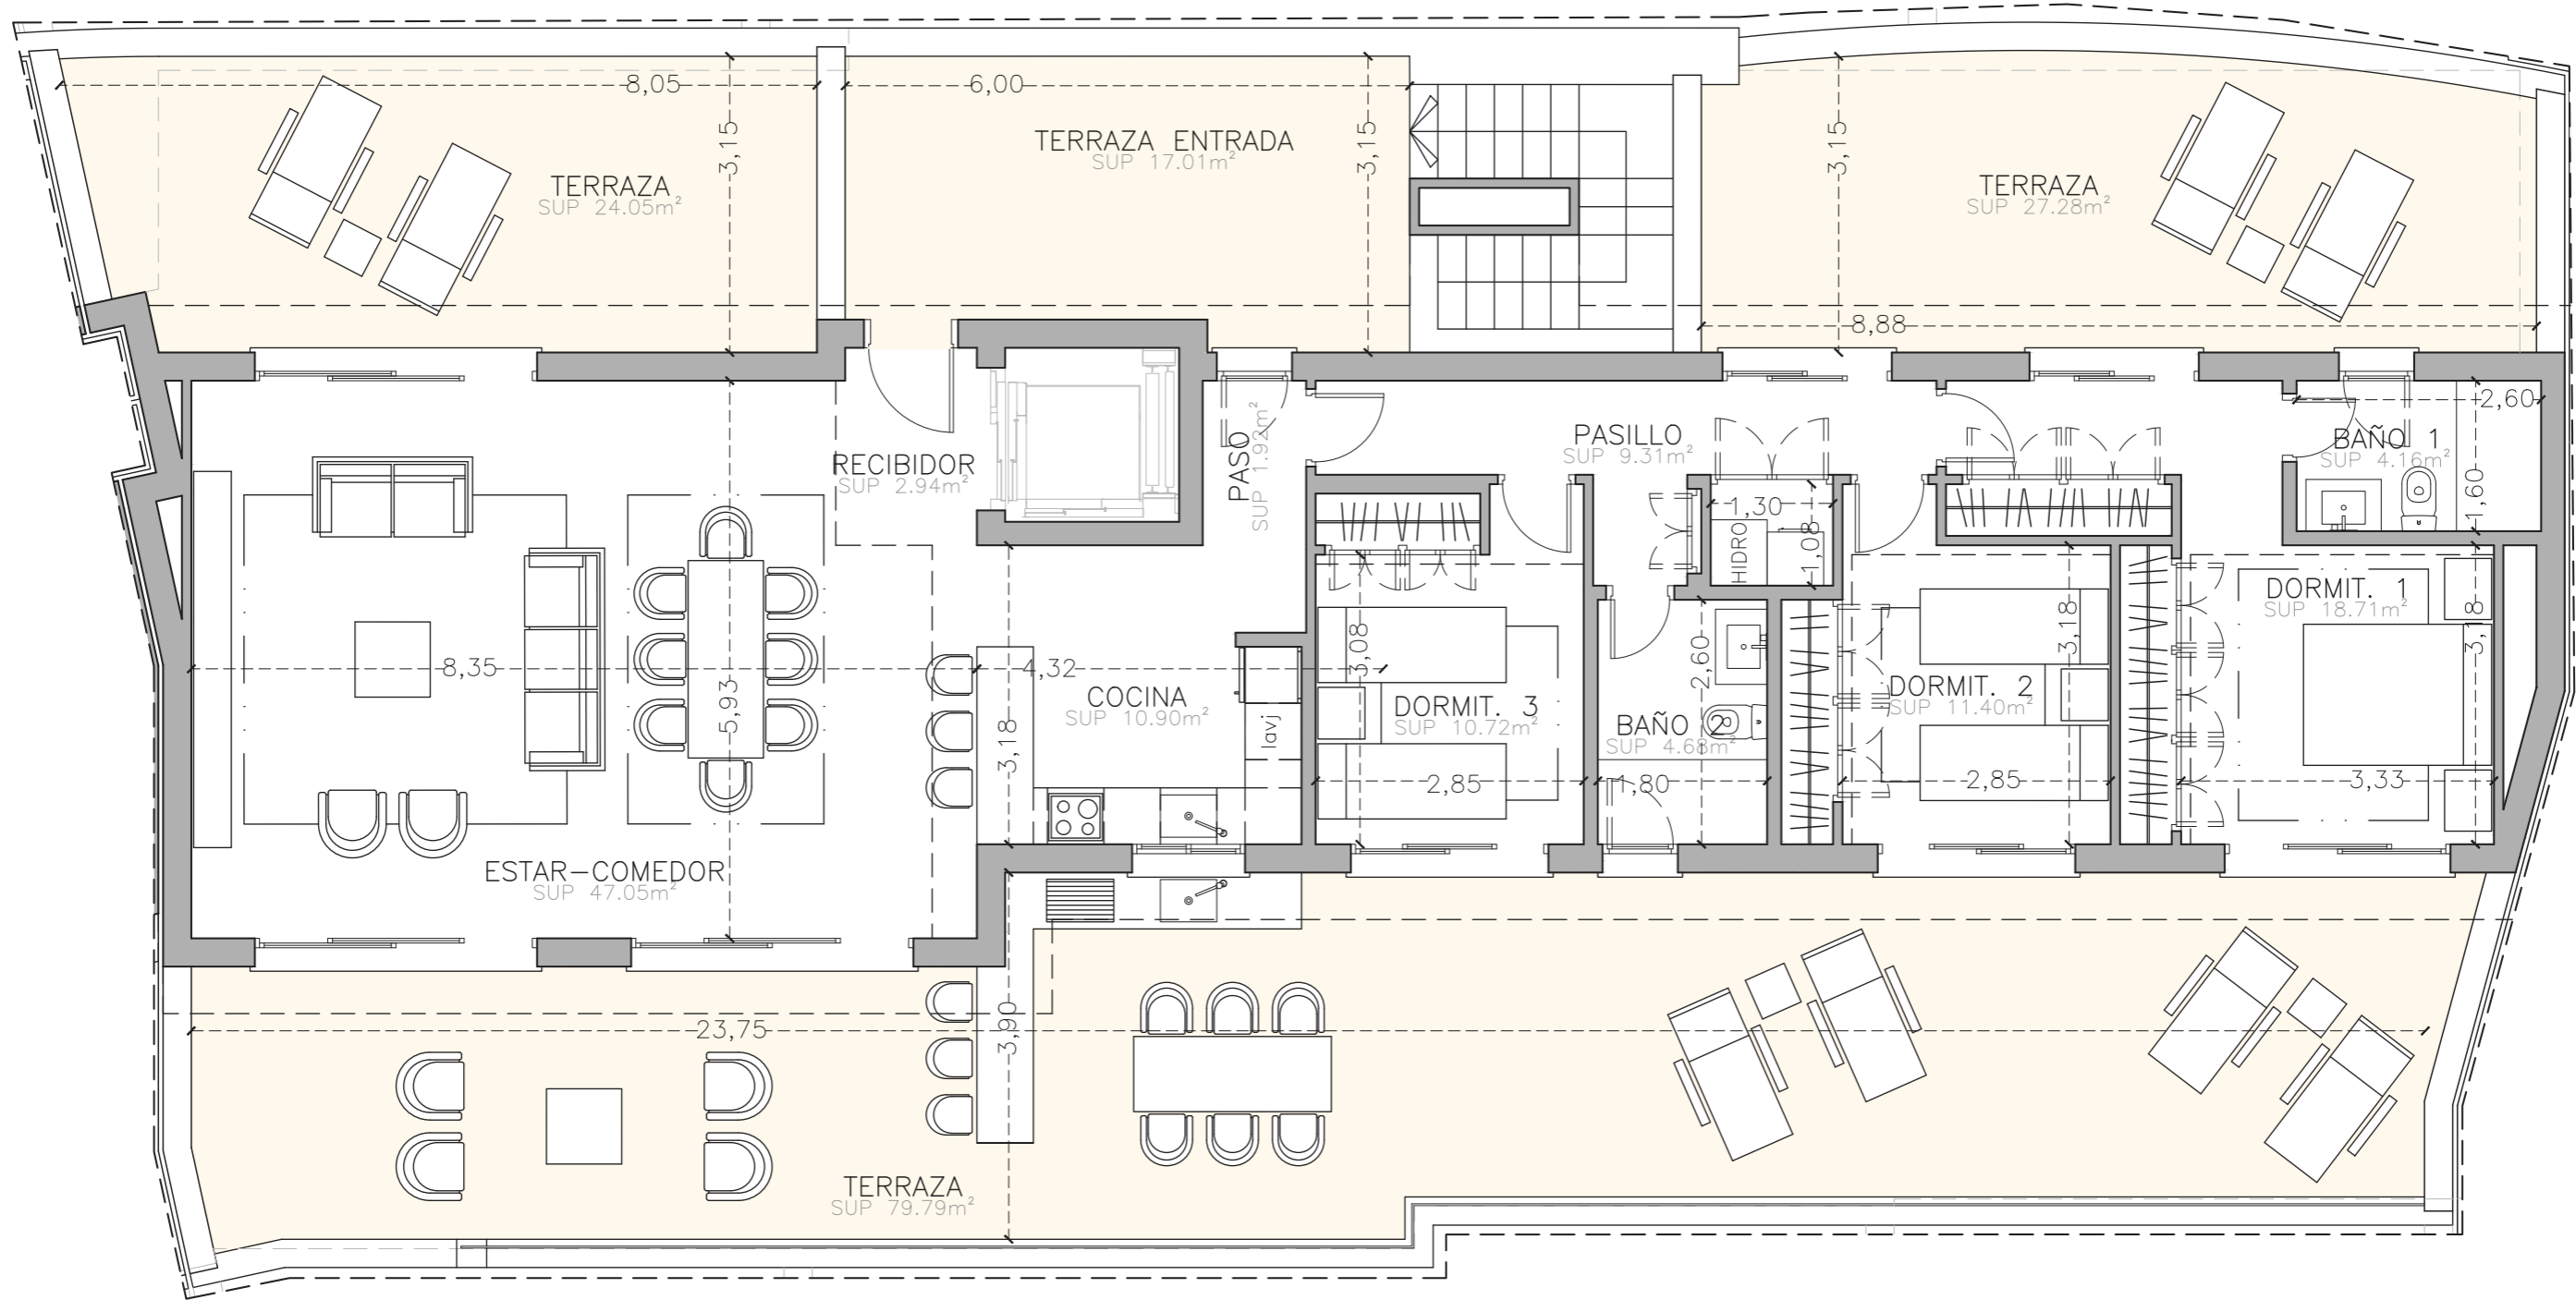 8,05
6,00
3,15
3,15
3,15
TERRAZA ENTRADA
SUP 17.01m²
TERRAZA
SUP 24.05m²
TERRAZA
SUP 27.28m²
8,88
2,60
RECIBIDOR
SUP 2.94m²
PASO
SUP 1.92m²
PASILLO
SUP 9.31m²
BAÑO 1
SUP 4.16m²
1,60
1,30
HIDRO
1,08
DORMIT. 1
SUP 18.71m²
3,18
8,35
5,93
4,32
COCINA
SUP 10.90m²
3,18
lavj
3,08
DORMIT. 3
SUP 10.72m²
2,60
BAÑO 2
SUP 4.68m²
3,18
DORMIT. 2
SUP 11.40m²
2,85
1,80
2,85
3,33
ESTAR-COMEDOR
SUP 47.05m²
23,75
3,90
TERRAZA
SUP 79.79m²